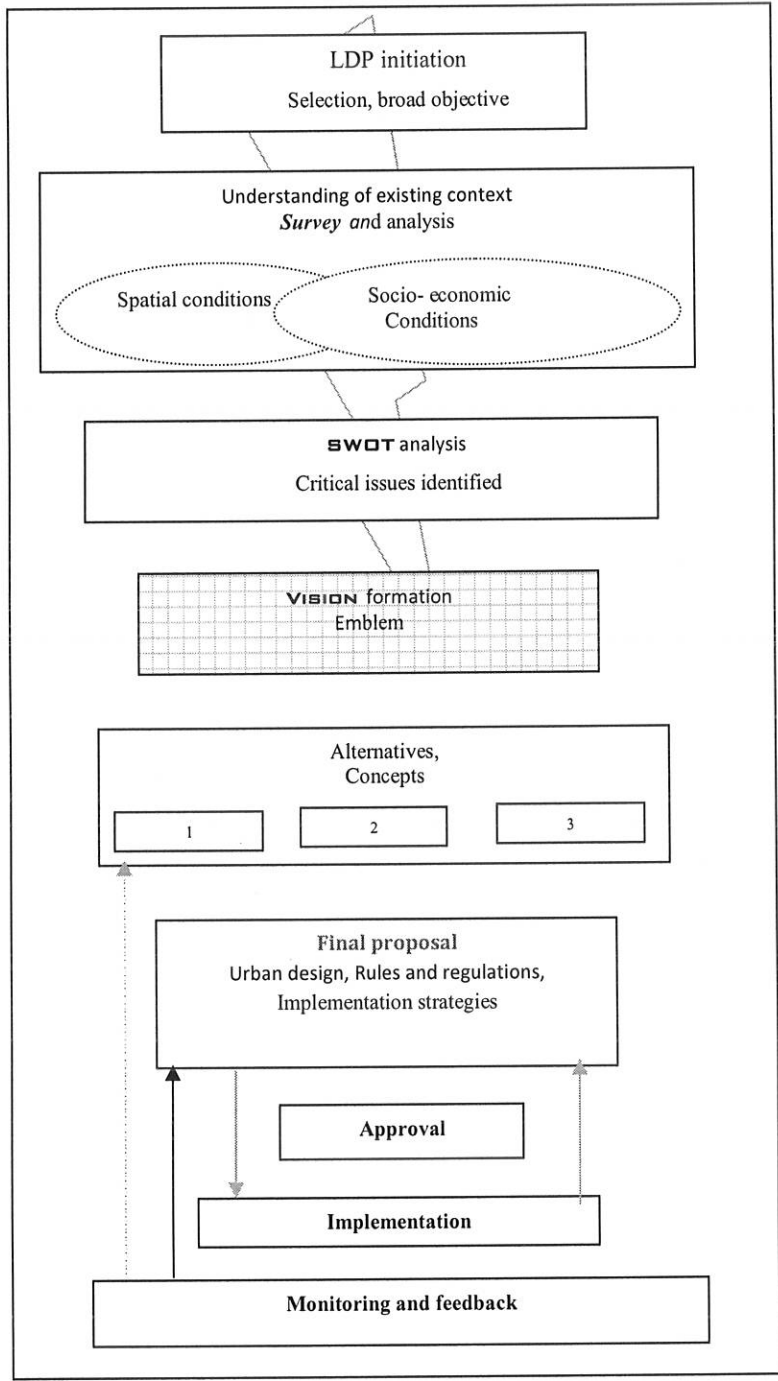 LDP initiation
Selection, broad objective
Understanding of existing context
Survey and analysis
Spatial conditions
Socio- economic
Conditions
SWOT analysis
Critical issues identified
VISION formation
Emblem
Alternatives,
Concepts
1
2
3
Final proposal
Urban design, Rules and regulations,
Implementation strategies
Approval
Implementation
Monitoring and feedback